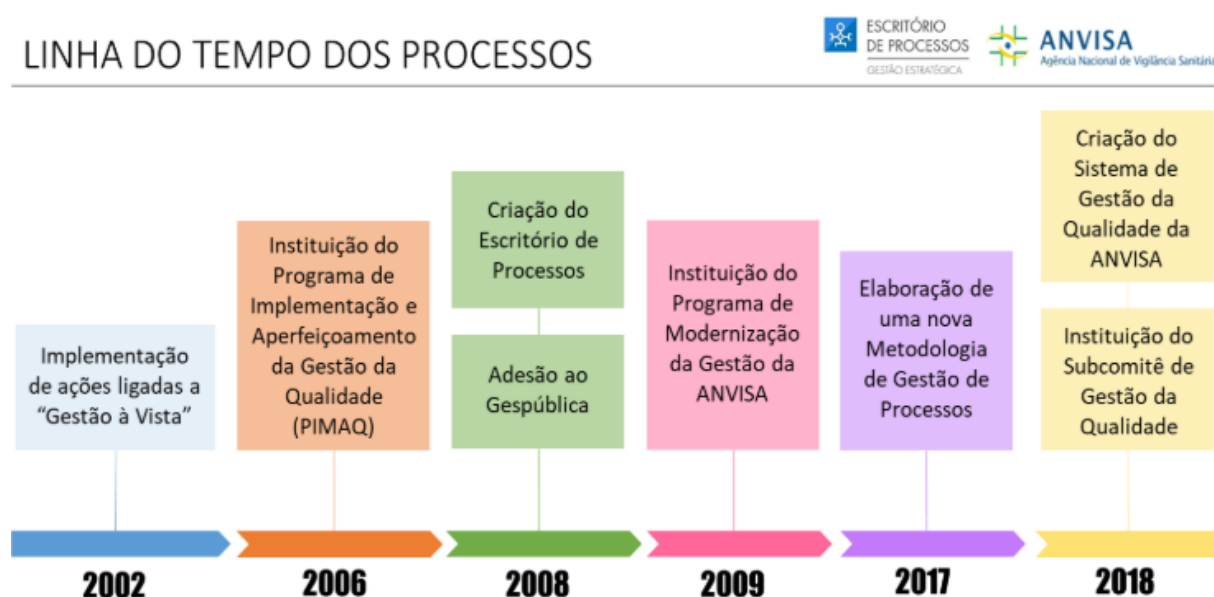 LINHA DO TEMPO DOS PROCESSOS
ESCRITÓRIO
DE PROCESSOS
GESTÃO ESTRATÉGICA
ANVISA
Agência Nacional de Vigilância Sanitária
Implementação
de ações ligadas a
“Gestão à Vista”
Instituição do
Programa de
Implementação e
Aperfeiçoamento
da Gestão da
Qualidade
(PIMAQ)
Criação do
Escritório de
Processos
Adesão ao
Gespública
Instituição do
Programa de
Modernização
da Gestão da
ANVISA
Elaboração de
uma nova
Metodologia
de Gestão de
Processos
Criação do
Sistema de
Gestão da
Qualidade da
ANVISA
Instituição do
Subcomitê de
Gestão da
Qualidade
2002
2006
2008
2009
2017
2018